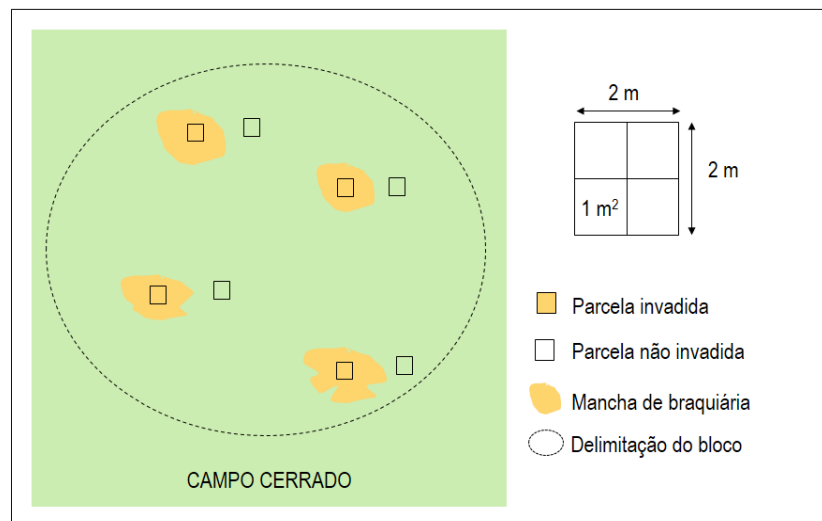 2 m
2 m
1 m²
Parcela invadida
Parcela não invadida
Mancha de braquiária
Delimitação do bloco
CAMPO CERRADO